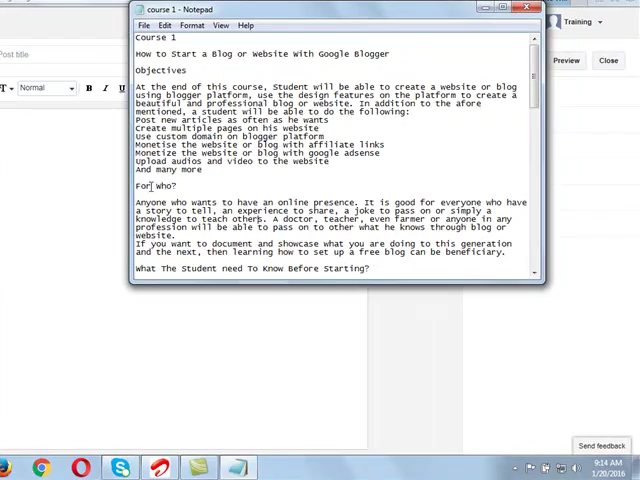 course 1 - Notepad
File Edit Format View Help
Training
Post title
Preview
Close
Normal
B
I
U
Course 1
How to Start a Blog or Website With Google Blogger
Objectives
At the end of this course, Student will be able to create a website or blog
using blogger platform, use the design features on the platform to create a
beautiful and professional blog or website. In addition to the afore
mentioned, a student will be able to do the following:
Post new articles as often as he wants
Create multiple pages on his website
Use custom domain on blogger platform
Monetise the website or blog with affiliate links
Monetize the website or blog with google adsense
Upload audios and video to the website
And many more
For Who?
Anyone who wants to have an online presence. It is good for everyone who have
a story to tell, an experience to share, a joke to pass on or simply a
knowledge to teach others. A doctor, teacher, even farmer or anyone in any
profession will be able to pass on to other what he knows through blog or
website.
If you want to document and showcase what you are doing to this generation
and the next, then learning how to set up a free blog can be beneficiary.
What The Student need To Know Before Starting?
Send feedback
9:14 AM
1/20/2016